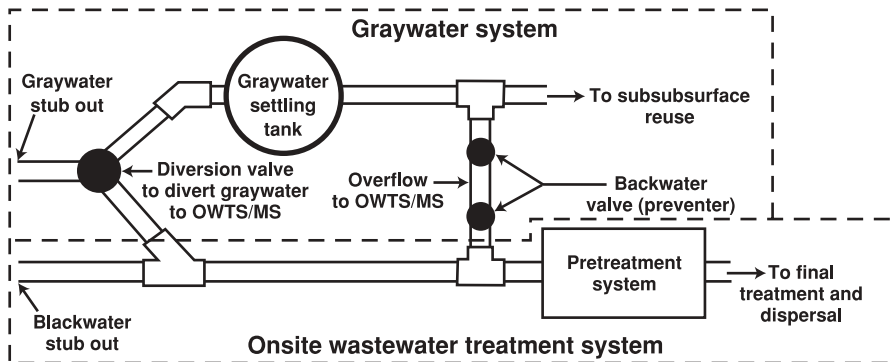 Graywater system
Graywater
stub out
Graywater
settling
tank
To subsubsurface
reuse
Diversion valve
to divert graywater
to OWTS/MS
Overflow
to OWTS/MS
Backwater
valve (preventer)
Pretreatment
system
To final
treatment and
dispersal
Blackwater
stub out
Onsite wastewater treatment system